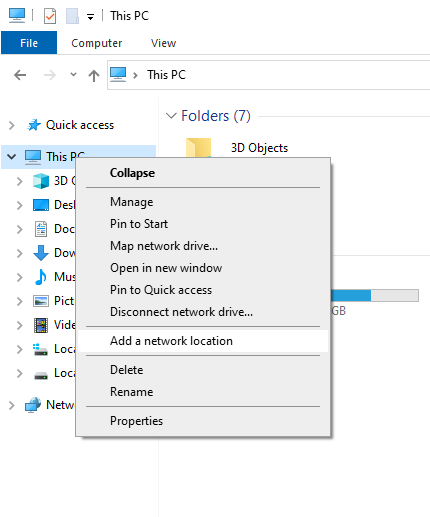 This PC
File Computer View
This PC
Quick access
Folders (7)
This PC
3D Objects
3D
Desk
Doc
Dow
Mus
Pict
Vide
Loca
Loca
Netw
Collapse
Manage
Pin to Start
Map network drive...
Open in new window
Pin to Quick access
Disconnect network drive...
Add a network location
Delete
Rename
Properties
GB